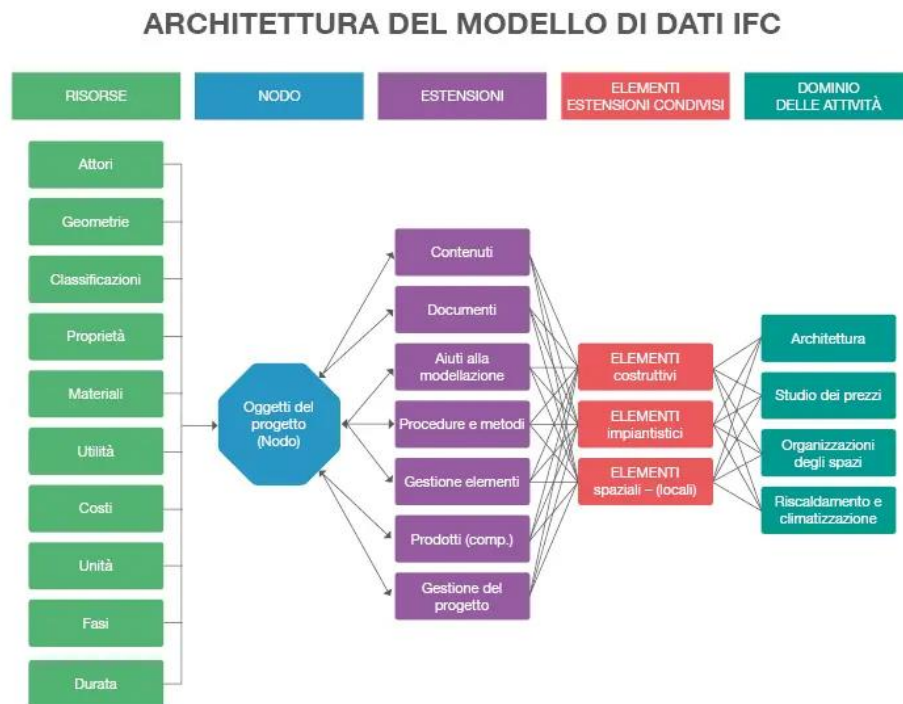 ARCHITETTURA DEL MODELLO DI DATI IFC
RISORSE
NODO
ESTENSIONI
ELEMENTI
ESTENSIONI CONDIVISI
DOMINIO
DELLE ATTIVITÀ
Attori
Geometrie
Classificazioni
Proprietà
Materiali
Utilità
Costi
Unità
Fasi
Durata
Oggetti del
progetto
(Nodo)
Contenuti
Documenti
Aiuti alla
modellazione
Procedure e metodi
Gestione elementi
Prodotti (comp.)
Gestione del
progetto
ELEMENTI
costruttivi
ELEMENTI
impiantistici
ELEMENTI
spaziali – (locali)
Architettura
Studio dei prezzi
Organizzazioni
degli spazi
Riscaldamento e
climatizzazione